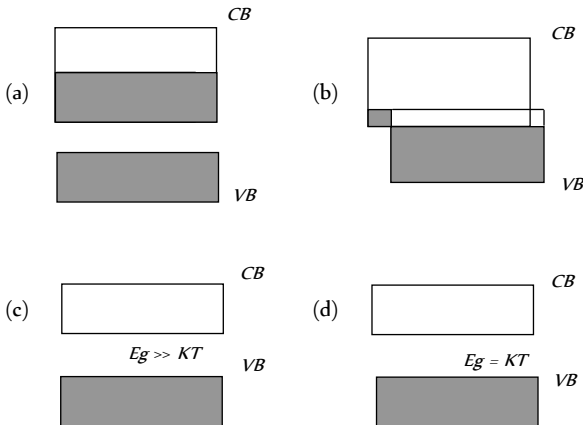 CB
(a)
VB
(b)
CB
VB
(c)
CB
Eg >> KT
VB
(d)
CB
Eg = KT
VB